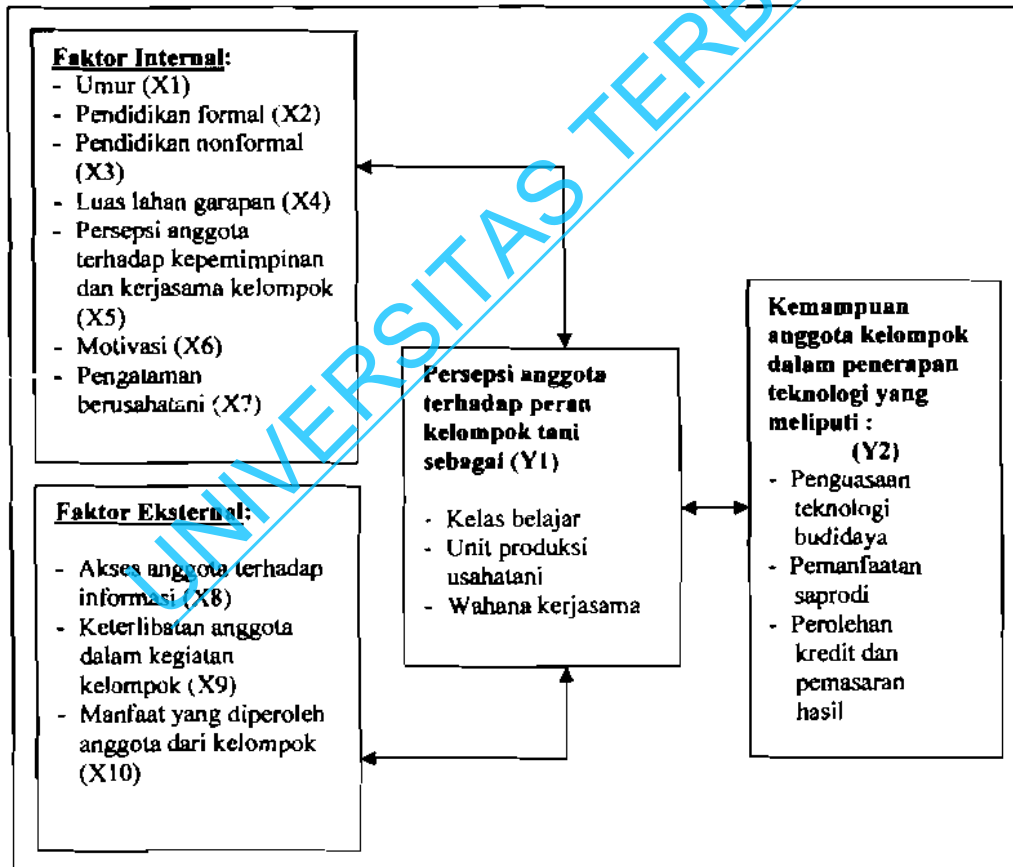 Faktor Internal:
- Umur (X1)
- Pendidikan formal (X2)
- Pendidikan nonformal
(X3)
- Luas lahan garapan (X4)
- Persepsi anggota
terhadap kepemimpinan
dan kerjasama kelompok
(X5)
- Motivasi (X6)
- Pengalaman
berusahatani (X7)
Faktor Eksternal:
- Akses anggota terhadap
informasi (X8)
- Keterlibatan anggota
dalam kegiatan
kelompok (X9)
- Manfaat yang diperoleh
anggota dari kelompok
(X10)
Persepsi anggota
terhadap peran
kelompok tani
sebagai (Y1)
- Kelas belajar
- Unit produksi
usahatani
- Wahana kerjasama
Kemampuan
anggota kelompok
dalam penerapan
teknologi yang
meliputi :
(Y2)
- Penguasaan
teknologi
budidaya
- Pemanfaatan
saprodi
- Perolehan
kredit dan
pemasaran
hasil
UNIVERSITAS TERB